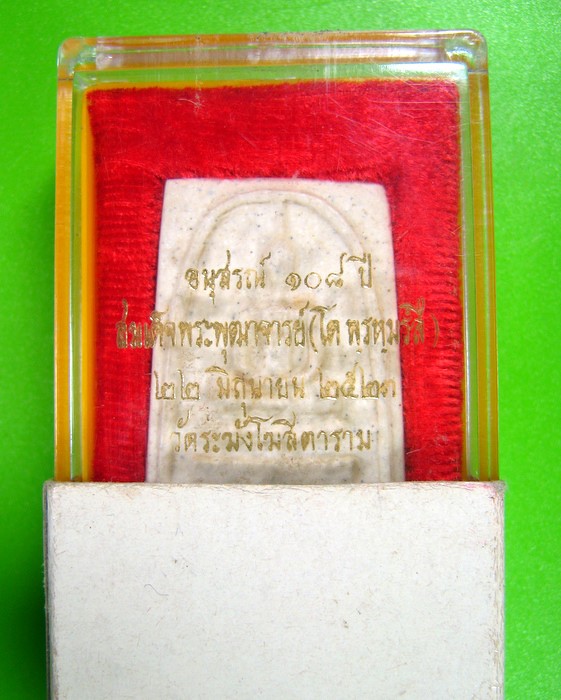 อนุสรณ์ ๑๐๘ ปี
สมเด็จพระพุฒาจารย์(โต พรหฺมรํสี)
๒๒ มิถุนายน ๒๕๒๓
วัดระฆังโฆสิตาราม